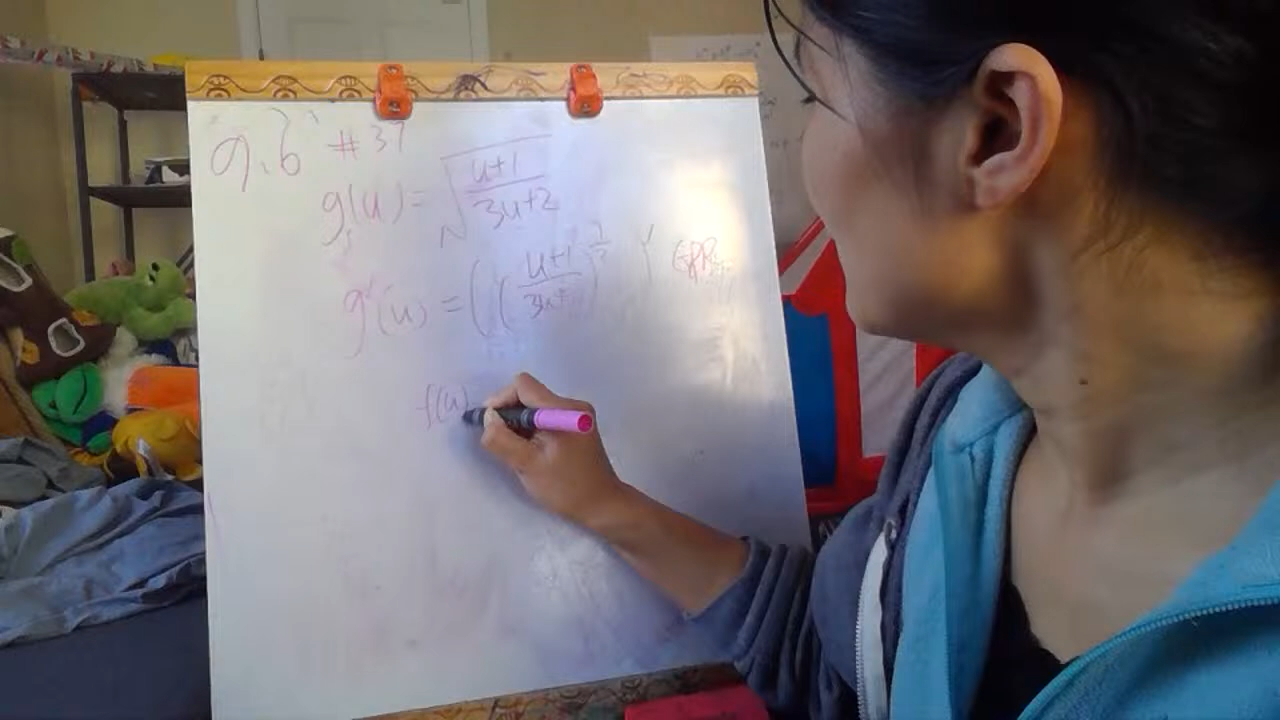 9.6 #37
g(u) = √((u+1)/(3u+2))
g'(u) = (((u+1)/(3u+2))^(1/2))'
f(u)